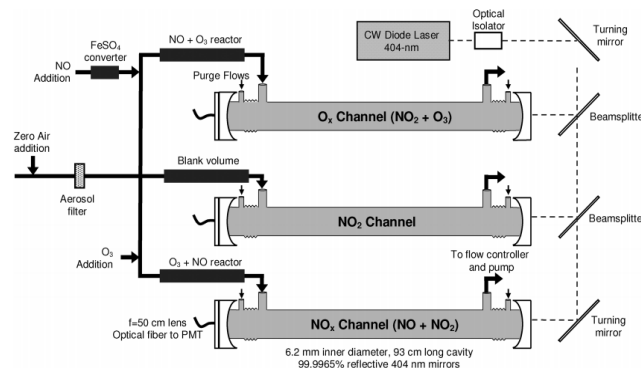 NO + O₃ reactor
FeSO₄
converter
NO
Addition
CW Diode Laser
404-nm
Optical
Isolator
Turning
mirror
Purge Flows
Oₓ Channel (NO₂ + O₃)
Beamsplitte
Zero Air
addition
Aerosol
filter
Blank volume
NO₂ Channel
Beamsplitte
O₃
Addition
O₃ + NO reactor
To flow controller
and pump
f=50 cm lens
Optical fiber to PMT
NOₓ Channel (NO + NO₂)
Turning
mirror
6.2 mm inner diameter, 93 cm long cavity
99.9965% reflective 404 nm mirrors